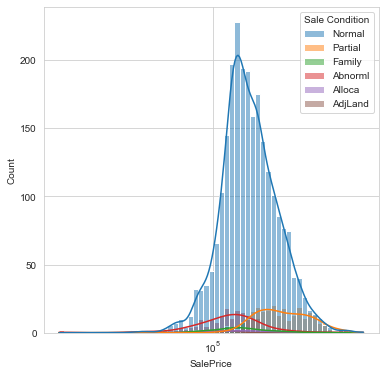 Sale Condition
Normal
Partial
Family
Abnorml
Alloca
AdjLand
200
150
100
50
0
Count
10^5
SalePrice